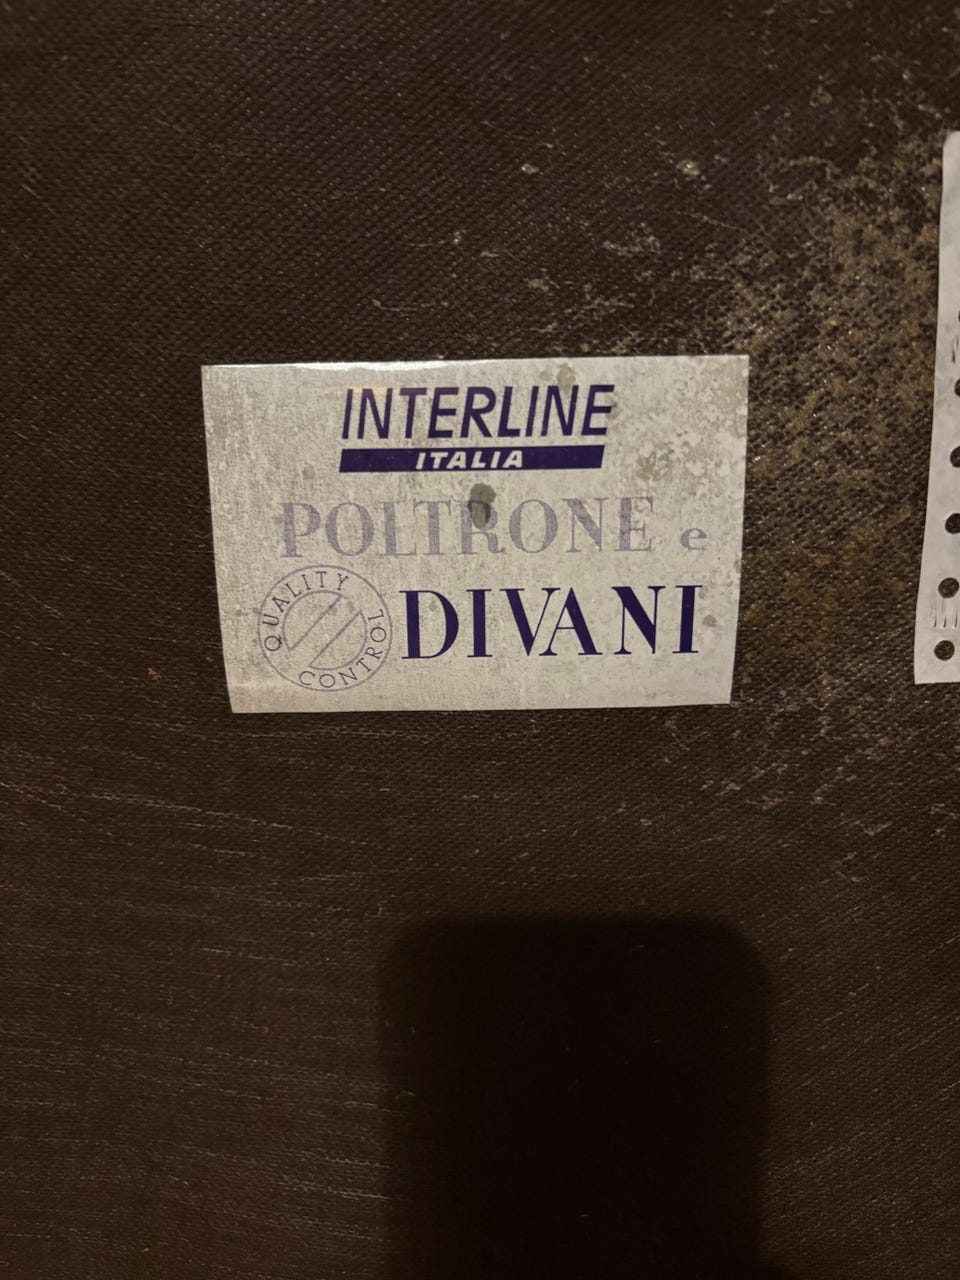 INTERLINE
ITALIA
POLTRONE e
DIVANI
QUALITY CONTROL